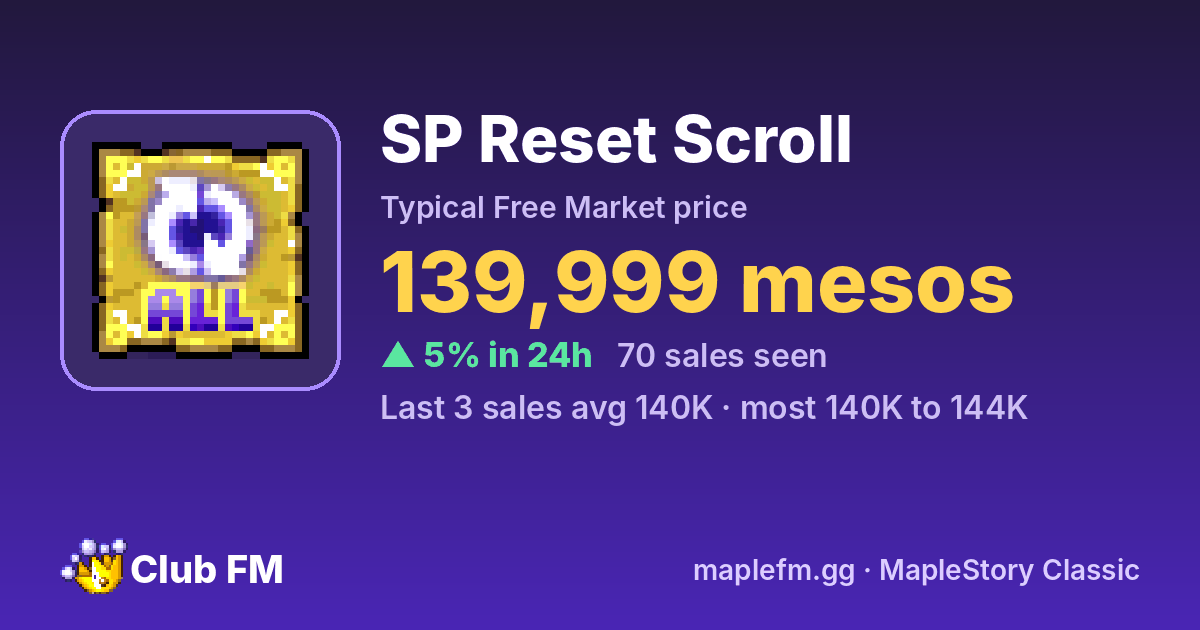 ALL
SP Reset Scroll
Typical Free Market price
139,999 mesos
▲ 5% in 24h 70 sales seen
Last 3 sales avg 140K · most 140K to 144K
Club FM
maplefm.gg · MapleStory Classic